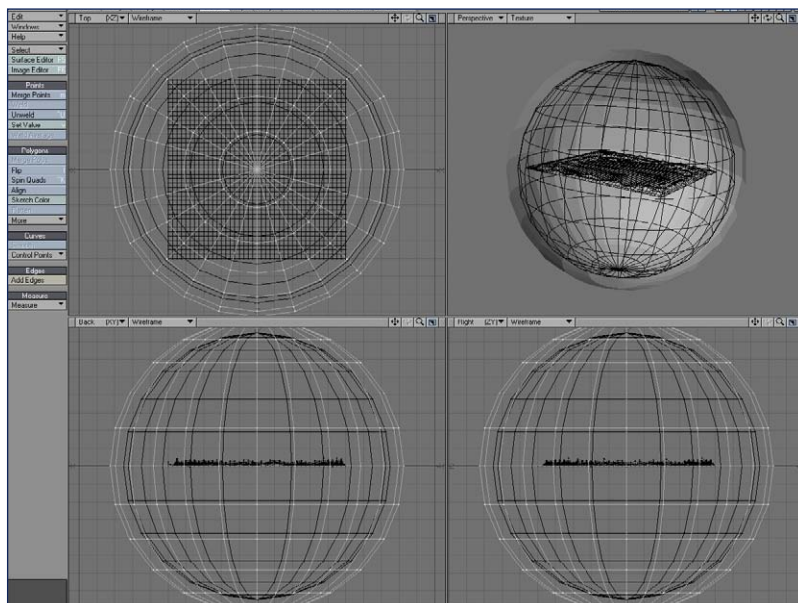 Edit
Windows
Help
Select
Surface Editor
Image Editor
Points
Merge Points
Unweld
Set Value
Polygons
Flip
Spin Quads
Align
Sketch Color
More
Curves
Control Points
Edges
Add Edges
Measure
Measure
Top (XZ) Wireframe
Perspective Texture
Back (XY) Wireframe
Right (ZY) Wireframe